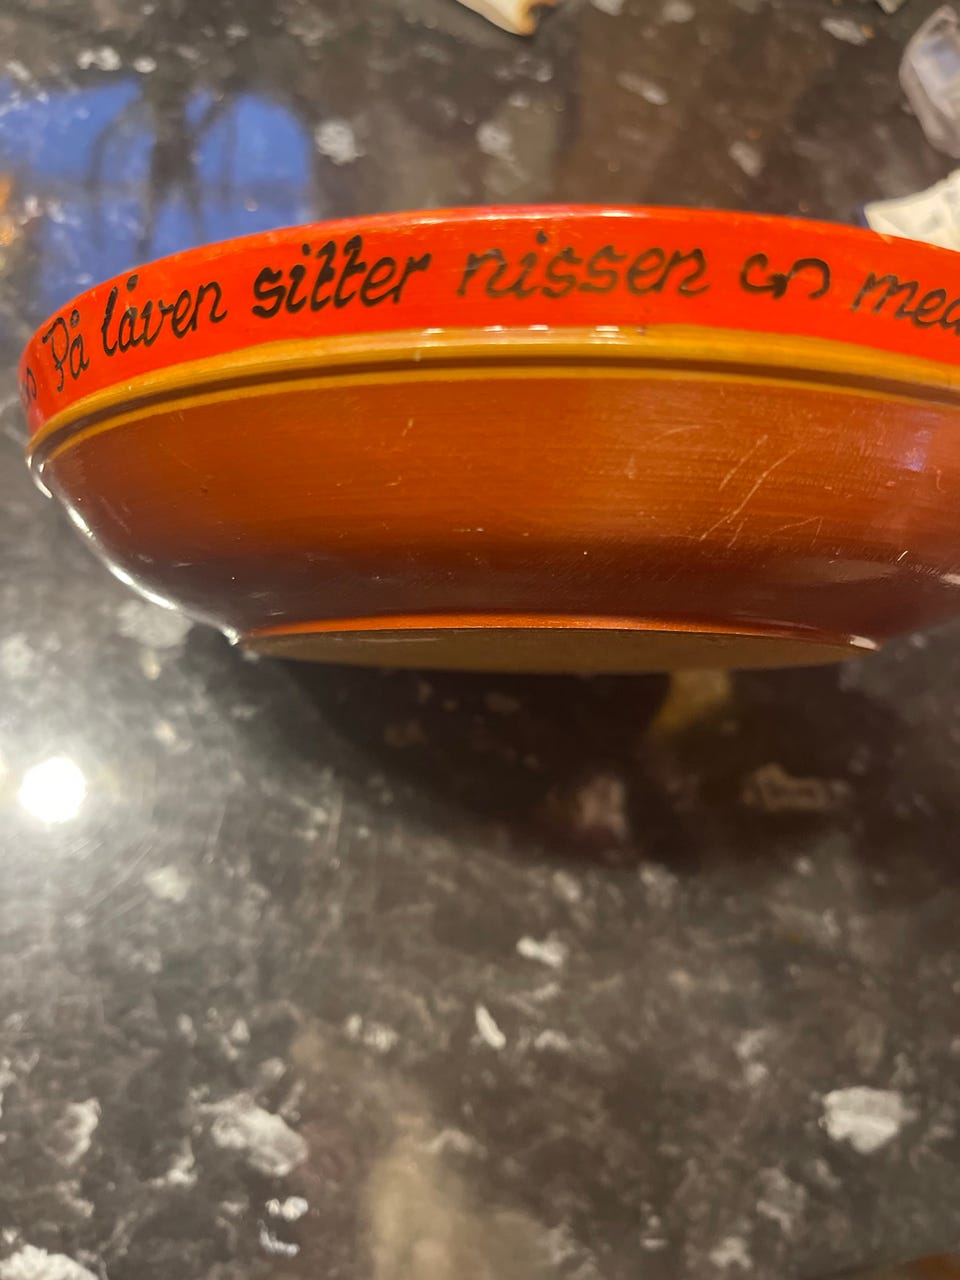 På låven sitter nissen med